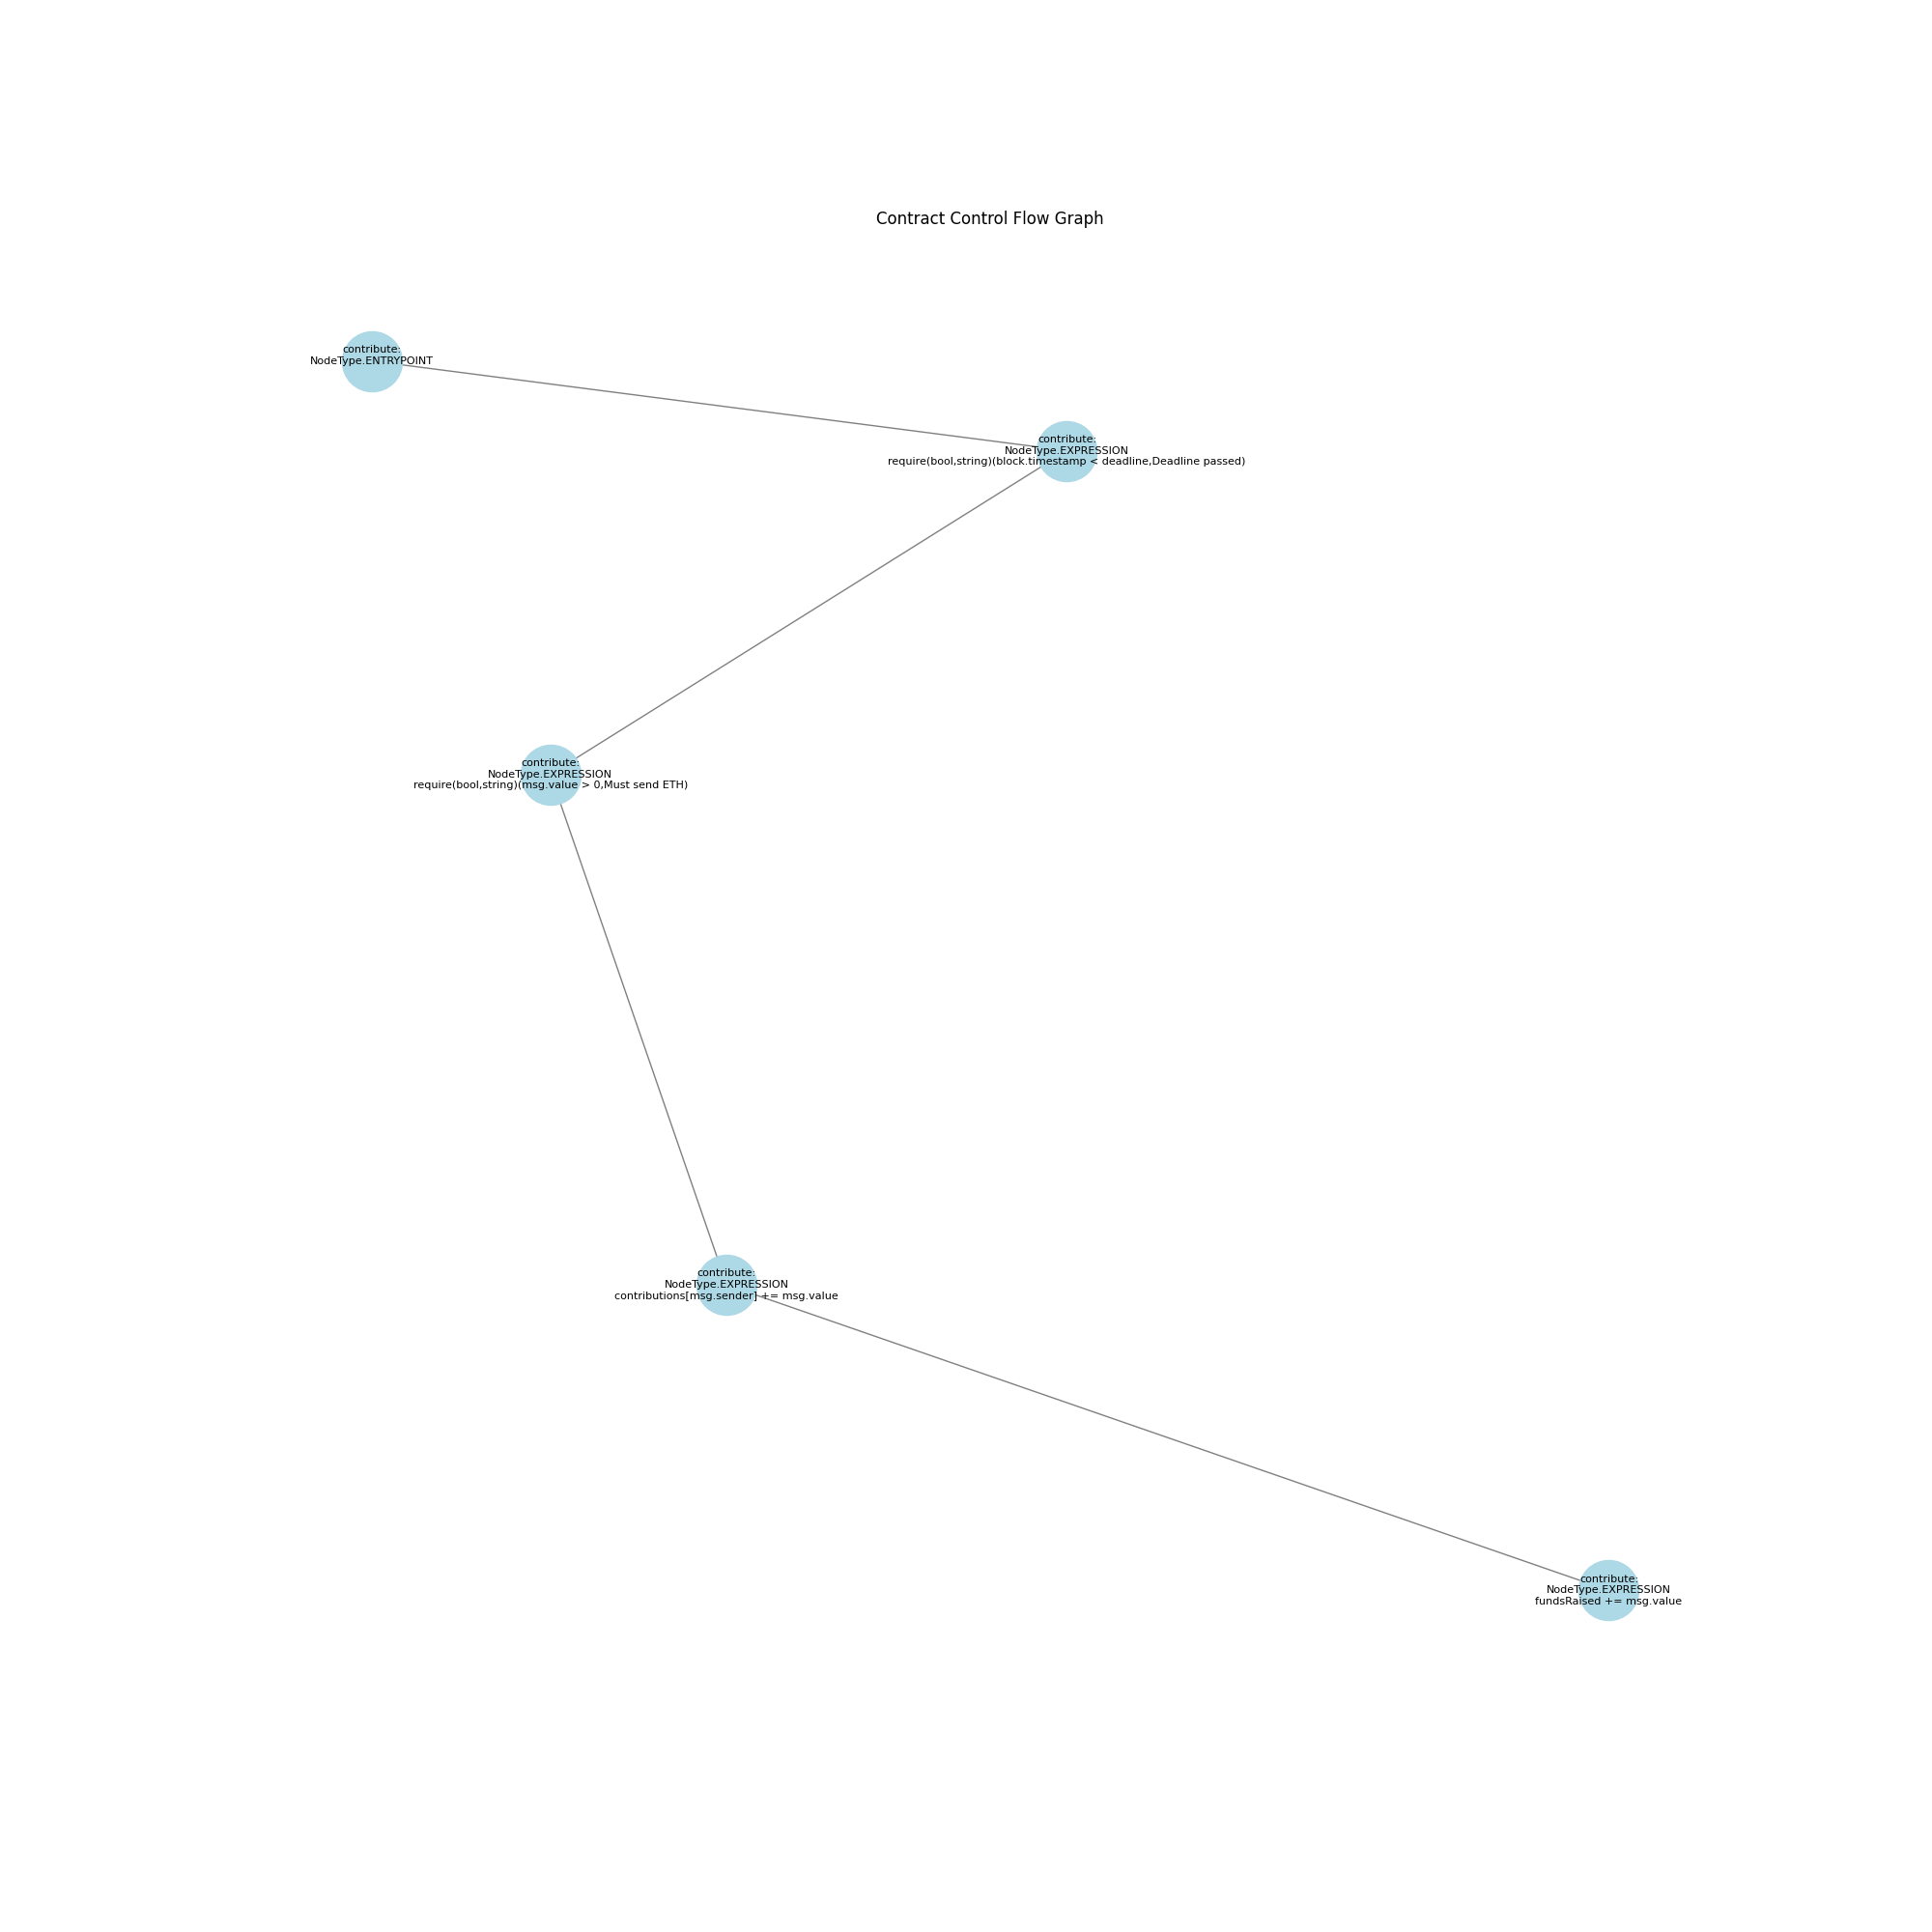 Contract Control Flow Graph
contribute:
NodeType.ENTRYPOINT
contribute:
NodeType.EXPRESSION
require(bool,string)(block.timestamp < deadline,Deadline passed)
contribute:
NodeType.EXPRESSION
require(bool,string)(msg.value > 0,Must send ETH)
contribute:
NodeType.EXPRESSION
contributions[msg.sender] += msg.value
contribute:
NodeType.EXPRESSION
fundsRaised += msg.value